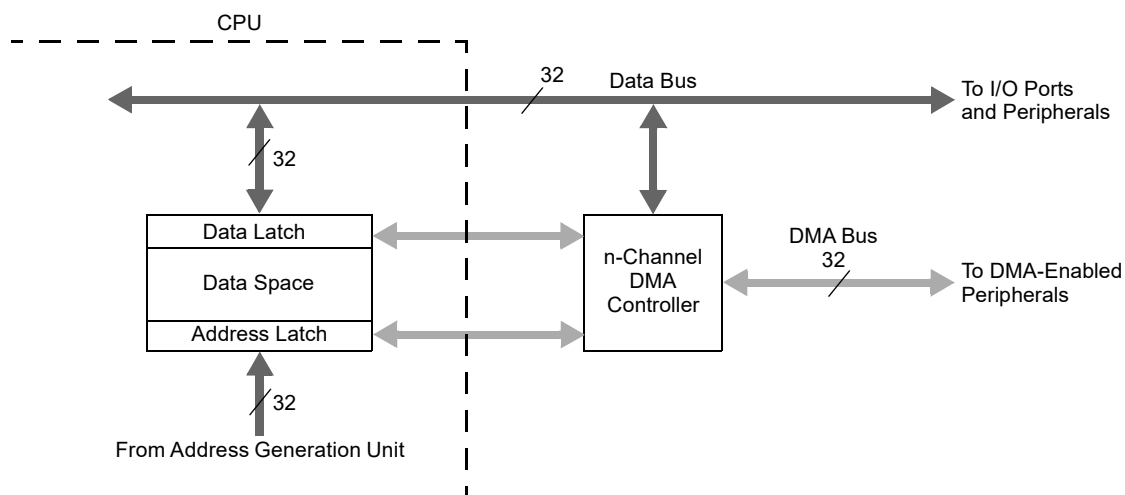 CPU
32
Data Bus
To I/O Ports
and Peripherals
32
Data Latch
Data Space
Address Latch
n-Channel
DMA
Controller
DMA Bus
32
To DMA-Enabled
Peripherals
32
From Address Generation Unit